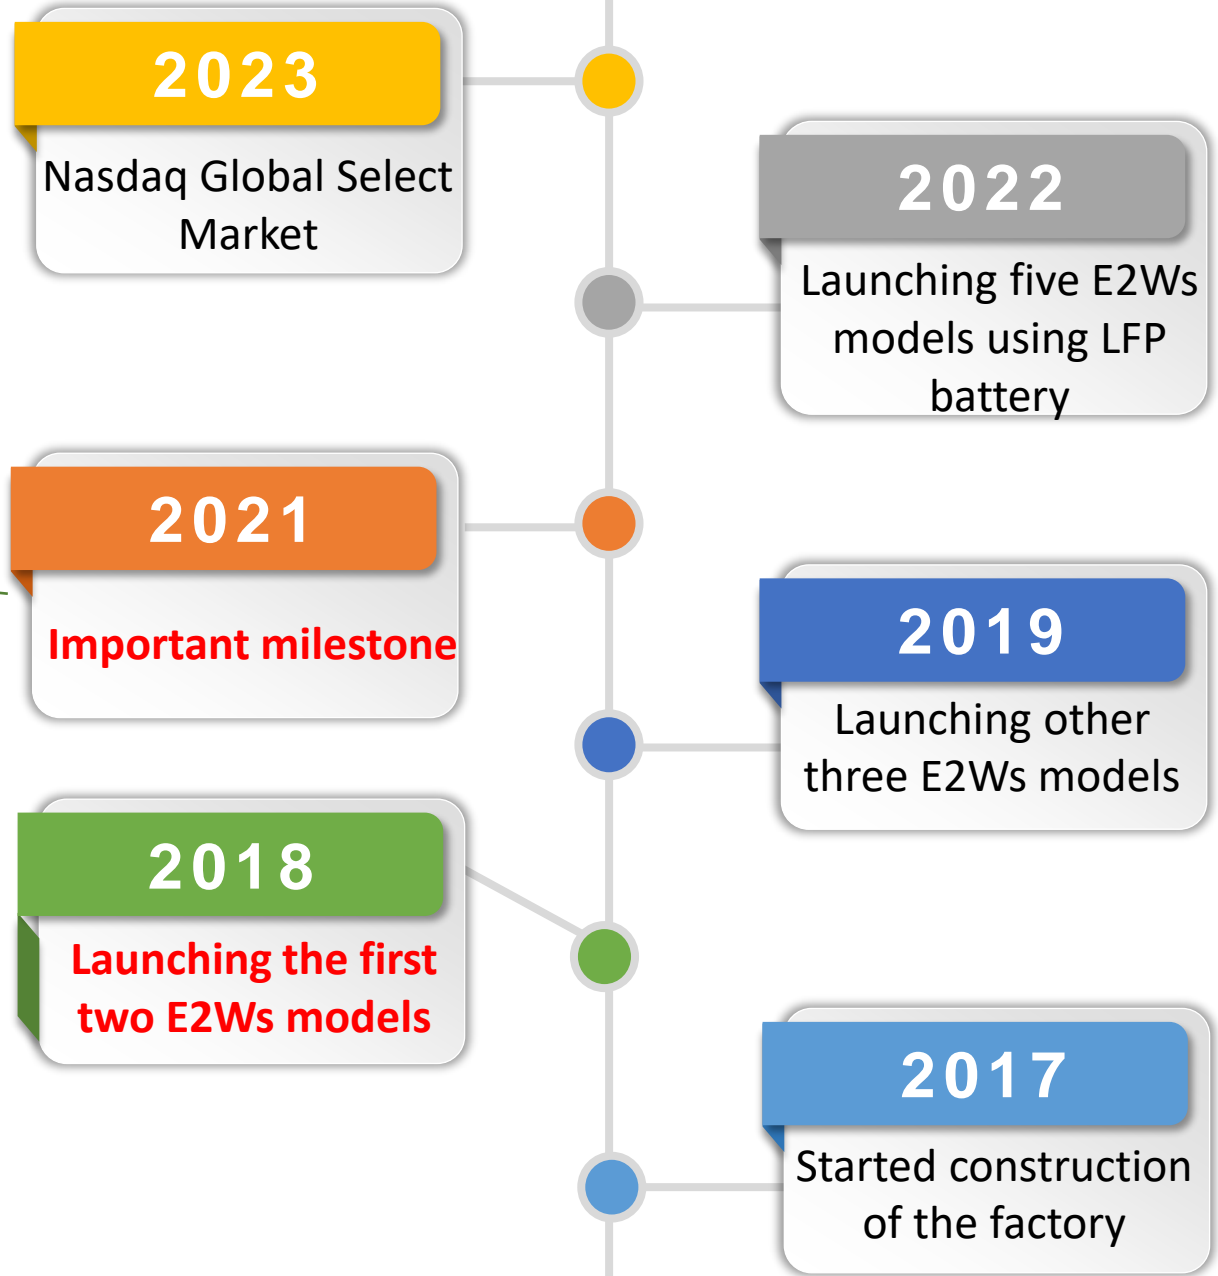 2023
Nasdaq Global Select
Market
2022
Launching five E2Ws
models using LFP
battery
2021
Important milestone
2019
Launching other
three E2Ws models
2018
Launching the first
two E2Ws models
2017
Started construction
of the factory